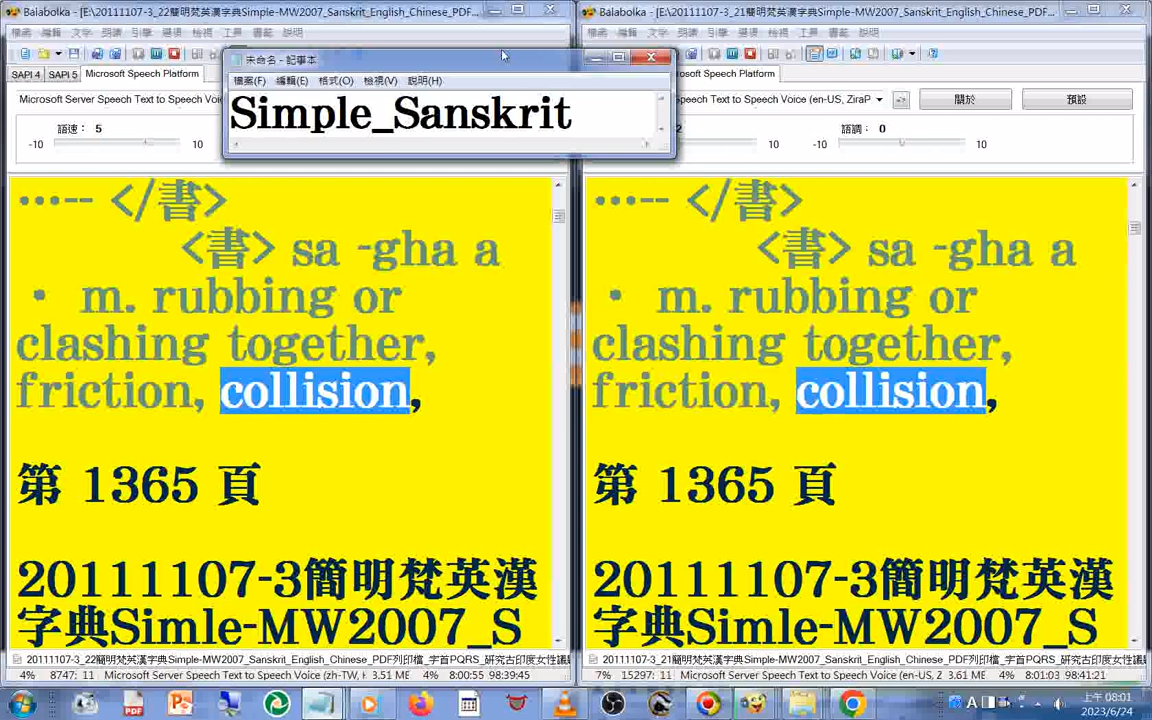 Balabolka - [E:\20111107-3_22簡明梵英漢字典Simple-MW2007_Sanskrit_English_Chinese_PDF...
Balabolka - [E:\20111107-3_21簡明梵英漢字典Simple-MW2007_Sanskrit_English_Chinese_PDF...
未命名 - 記事本
檔案(F) 編輯(E) 格式(O) 檢視(V) 說明(H)
Simple_Sanskrit
SAPI 4 SAPI 5 Microsoft Speech Platform
Microsoft Server Speech Text to Speech Voi
語速： 5
-10 10
Speech Platform
Speech Text to Speech Voice (en-US, ZiraP
關於 預設
2 語調： 0
10 -10 10
•••-- </書>
<書> sa -gha a
• m. rubbing or
clashing together,
friction, collision,
第 1365 頁
20111107-3簡明梵英漢
字典Simle-MW2007_S
•••-- </書>
<書> sa -gha a
• m. rubbing or
clashing together,
friction, collision,
第 1365 頁
20111107-3簡明梵英漢
字典Simle-MW2007_S
20111107-3_22簡明梵英漢字典Simple-MW2007_Sanskrit_English_Chinese_PDF列印檔_字首PQRS_研究古印度女性議
20111107-3_21簡明梵英漢字典Simple-MW2007_Sanskrit_English_Chinese_PDF列印檔_字首PQRS_研究古印度女性議
4% 8747: 11 Microsoft Server Speech Text to Speech Voice (zh-TW, H 3.51 ME 4% 8:00:55 98:39:45
7% 15297: 11 Microsoft Server Speech Text to Speech Voice (en-US, Z 3.61 ME 4% 8:01:03 98:41:21
上午 08:01
2023/6/24